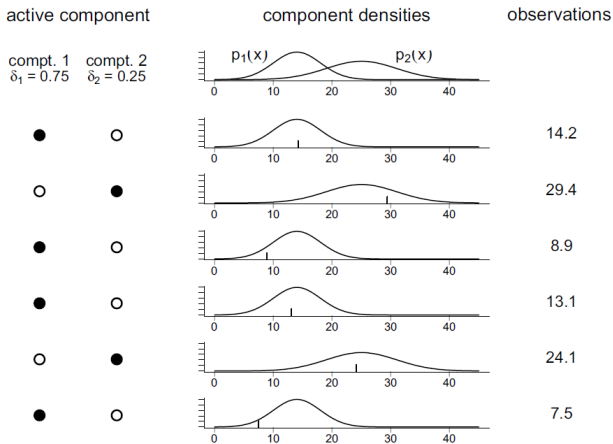 active component component densities observations
compt. 1 compt. 2
δ₁ = 0.75 δ₂ = 0.25
p₁(x) p₂(x)
0 10 20 30 40
14.2
0 10 20 30 40
29.4
0 10 20 30 40
8.9
0 10 20 30 40
13.1
0 10 20 30 40
24.1
0 10 20 30 40
7.5
0 10 20 30 40